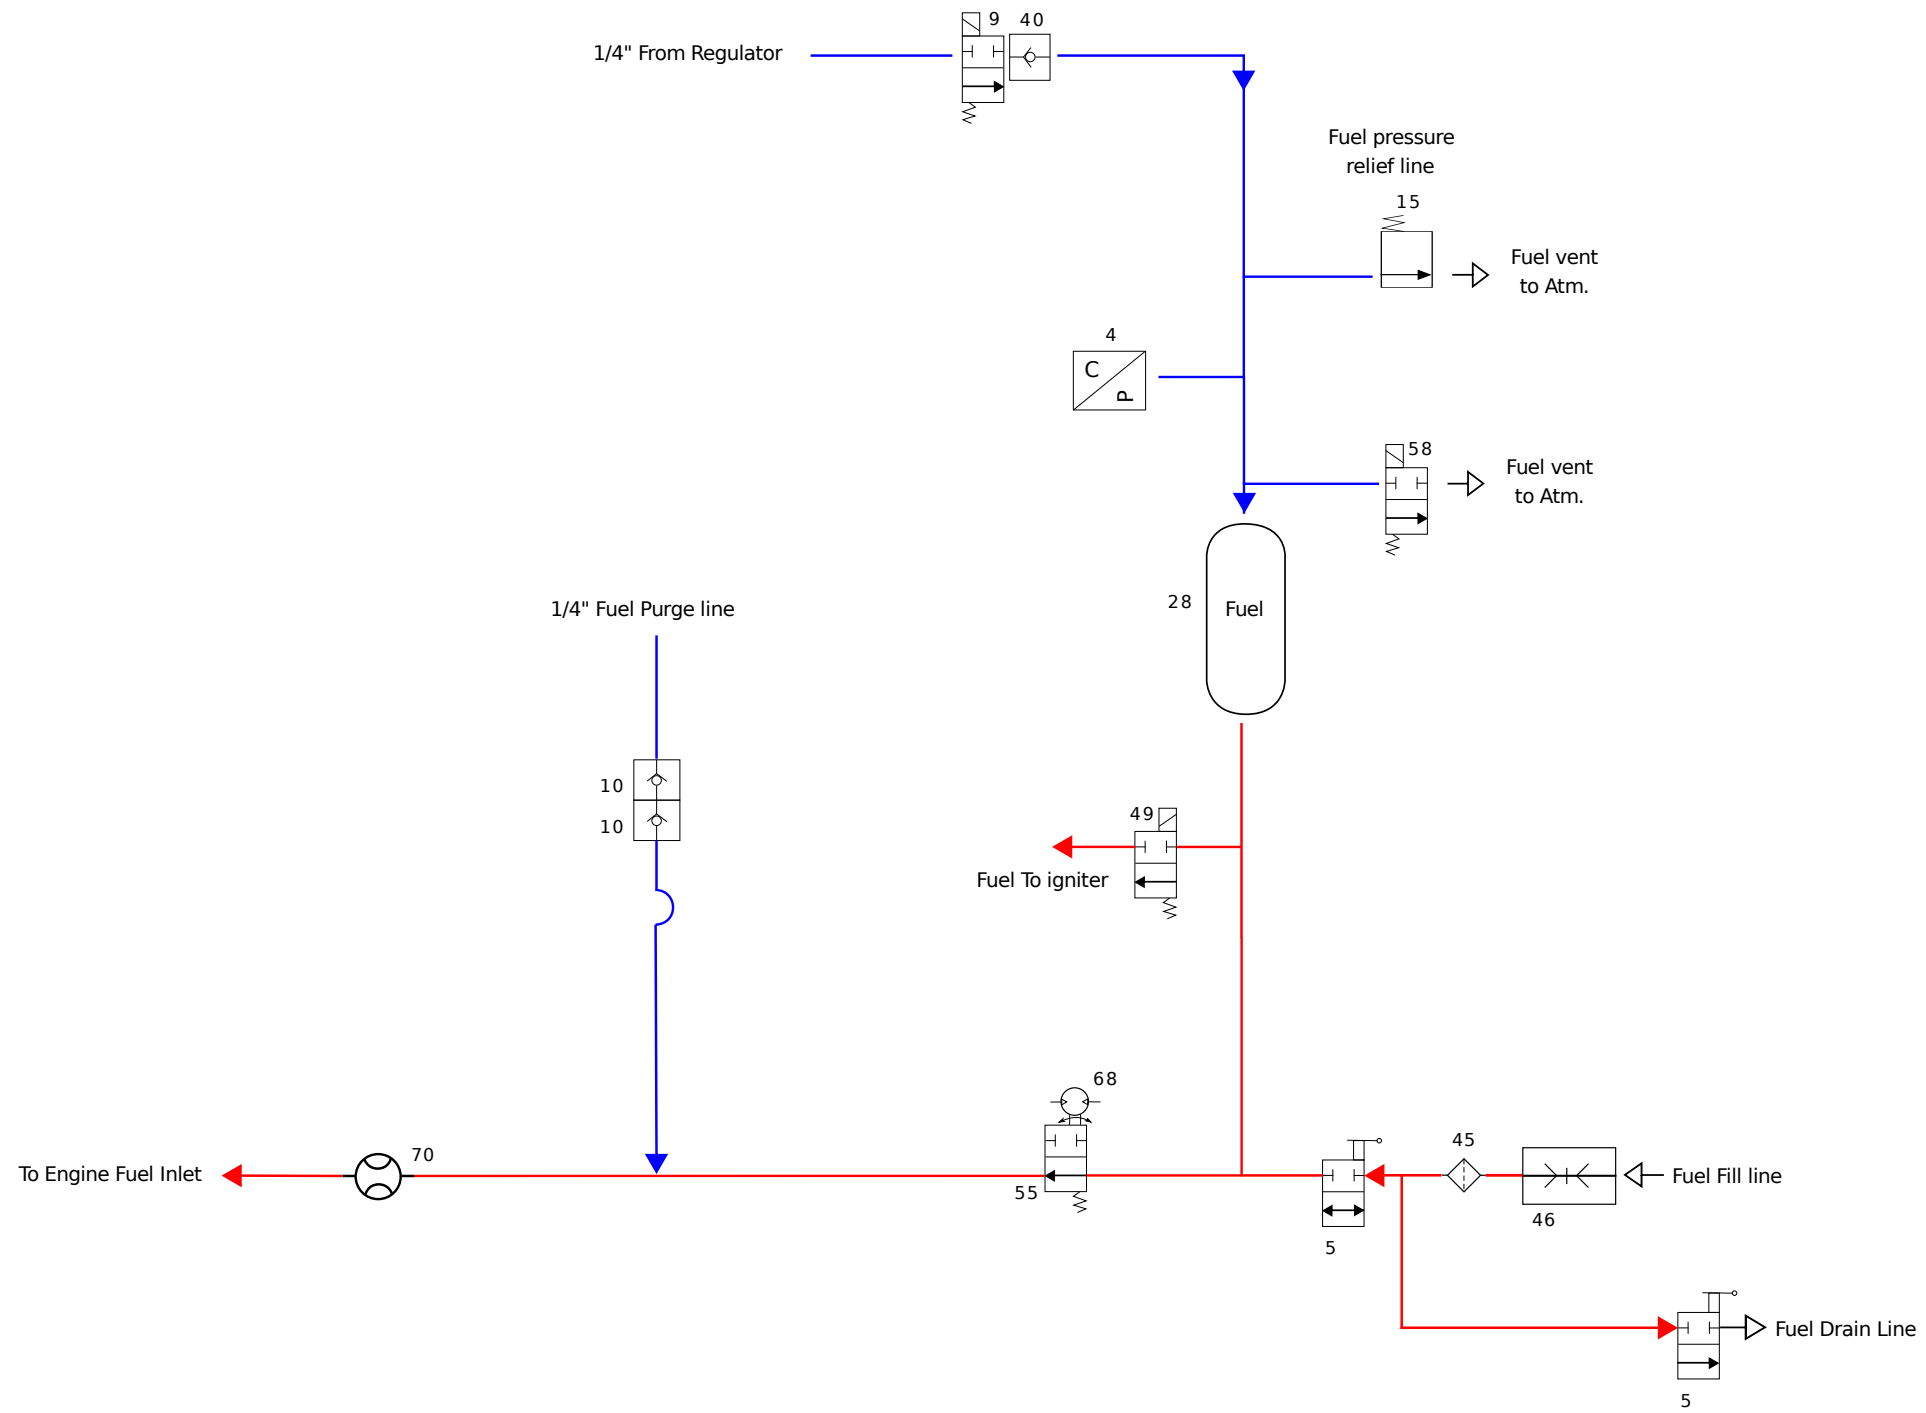 9 40
1/4" From Regulator
Fuel pressure
relief line
15
Fuel vent
to Atm.
4
C
P
58
Fuel vent
to Atm.
28
Fuel
1/4" Fuel Purge line
10
10
49
Fuel To igniter
68
55
70
To Engine Fuel Inlet
45
Fuel Fill line
46
5
Fuel Drain Line
5